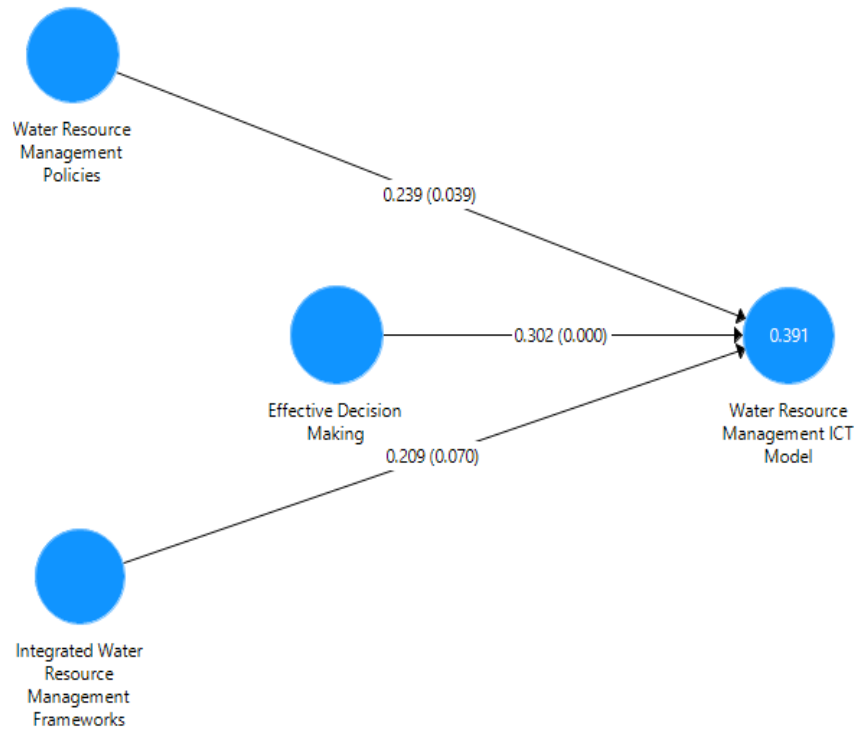 Water Resource
Management
Policies
0.239 (0.039)
0.302 (0.000)
0.391
Effective Decision
Making
Water Resource
Management ICT
Model
0.209 (0.070)
Integrated Water
Resource
Management
Frameworks